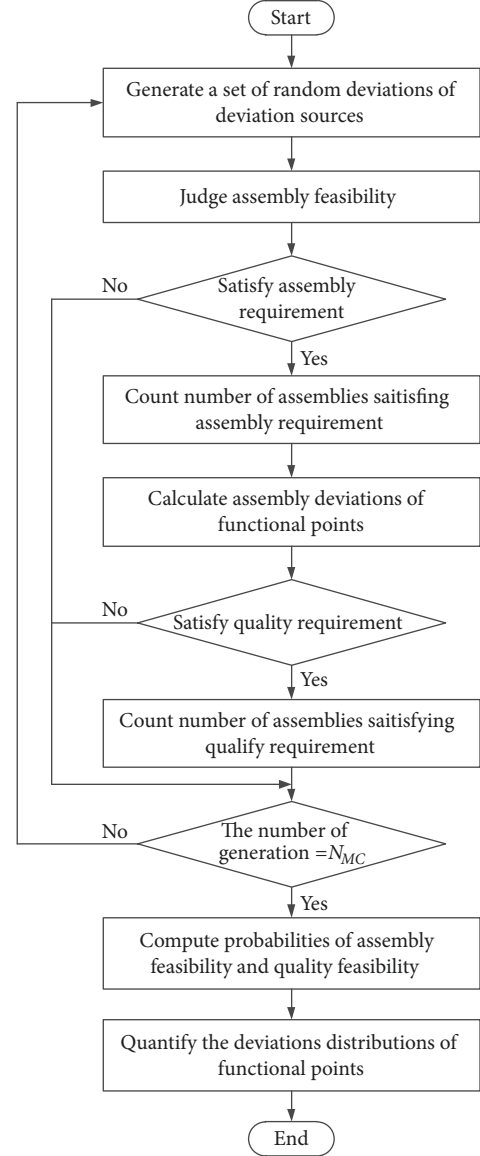 Start
Generate a set of random deviations of
deviation sources
Judge assembly feasibility
No
Satisfy assembly
requirement
Yes
Count number of assemblies saitisfing
assembly requirement
Calculate assembly deviations of
functional points
No
Satisfy quality requirement
Yes
Count number of assemblies saitisfying
qualify requirement
No
The number of
generation =N_MC
Yes
Compute probabilities of assembly
feasibility and quality feasibility
Quantify the deviations distributions of
functional points
End